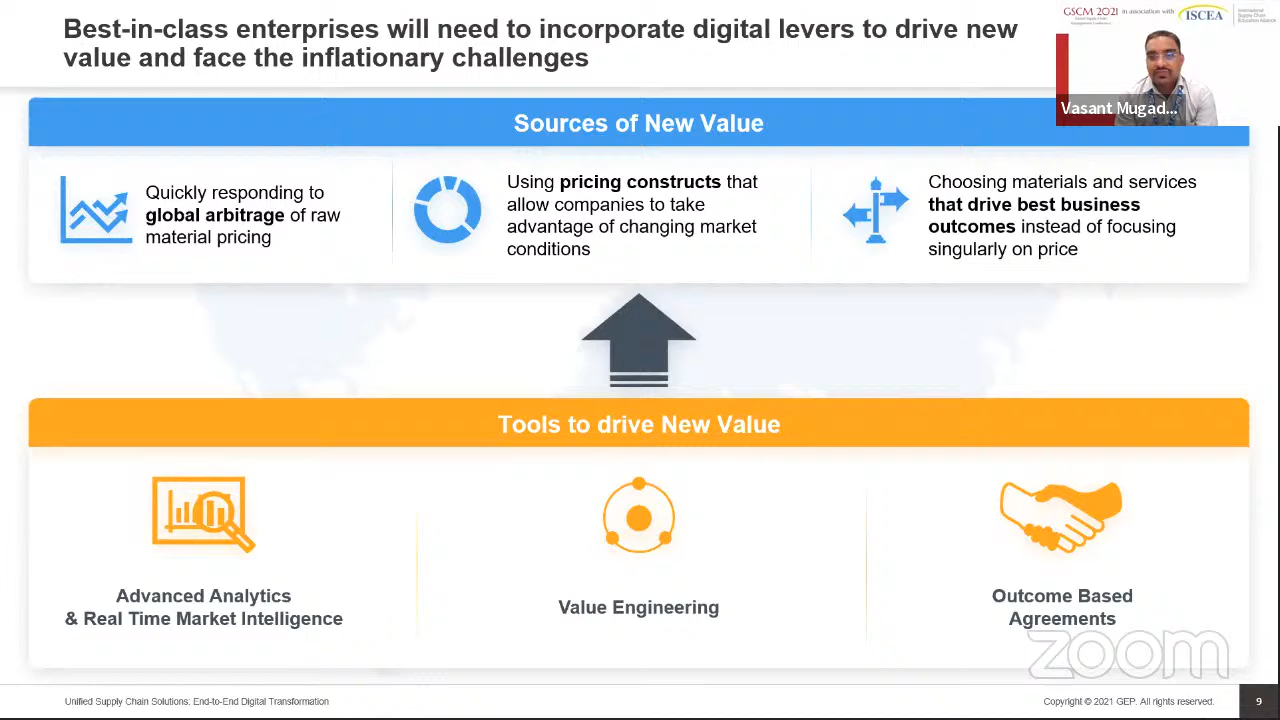 Best-in-class enterprises will need to incorporate digital levers to drive new
value and face the inflationary challenges
GSCM 2021 in association with ISCEA
International
Supply Chain
Education Alliance
Vasant Mugad...
Sources of New Value
Quickly responding to
global arbitrage of raw
material pricing
Using pricing constructs that
allow companies to take
advantage of changing market
conditions
Choosing materials and services
that drive best business
outcomes instead of focusing
singularly on price
Tools to drive New Value
Advanced Analytics
& Real Time Market Intelligence
Value Engineering
Outcome Based
Agreements
zoom
Unified Supply Chain Solutions: End-to-End Digital Transformation
Copyright © 2021 GEP. All rights reserved.
9